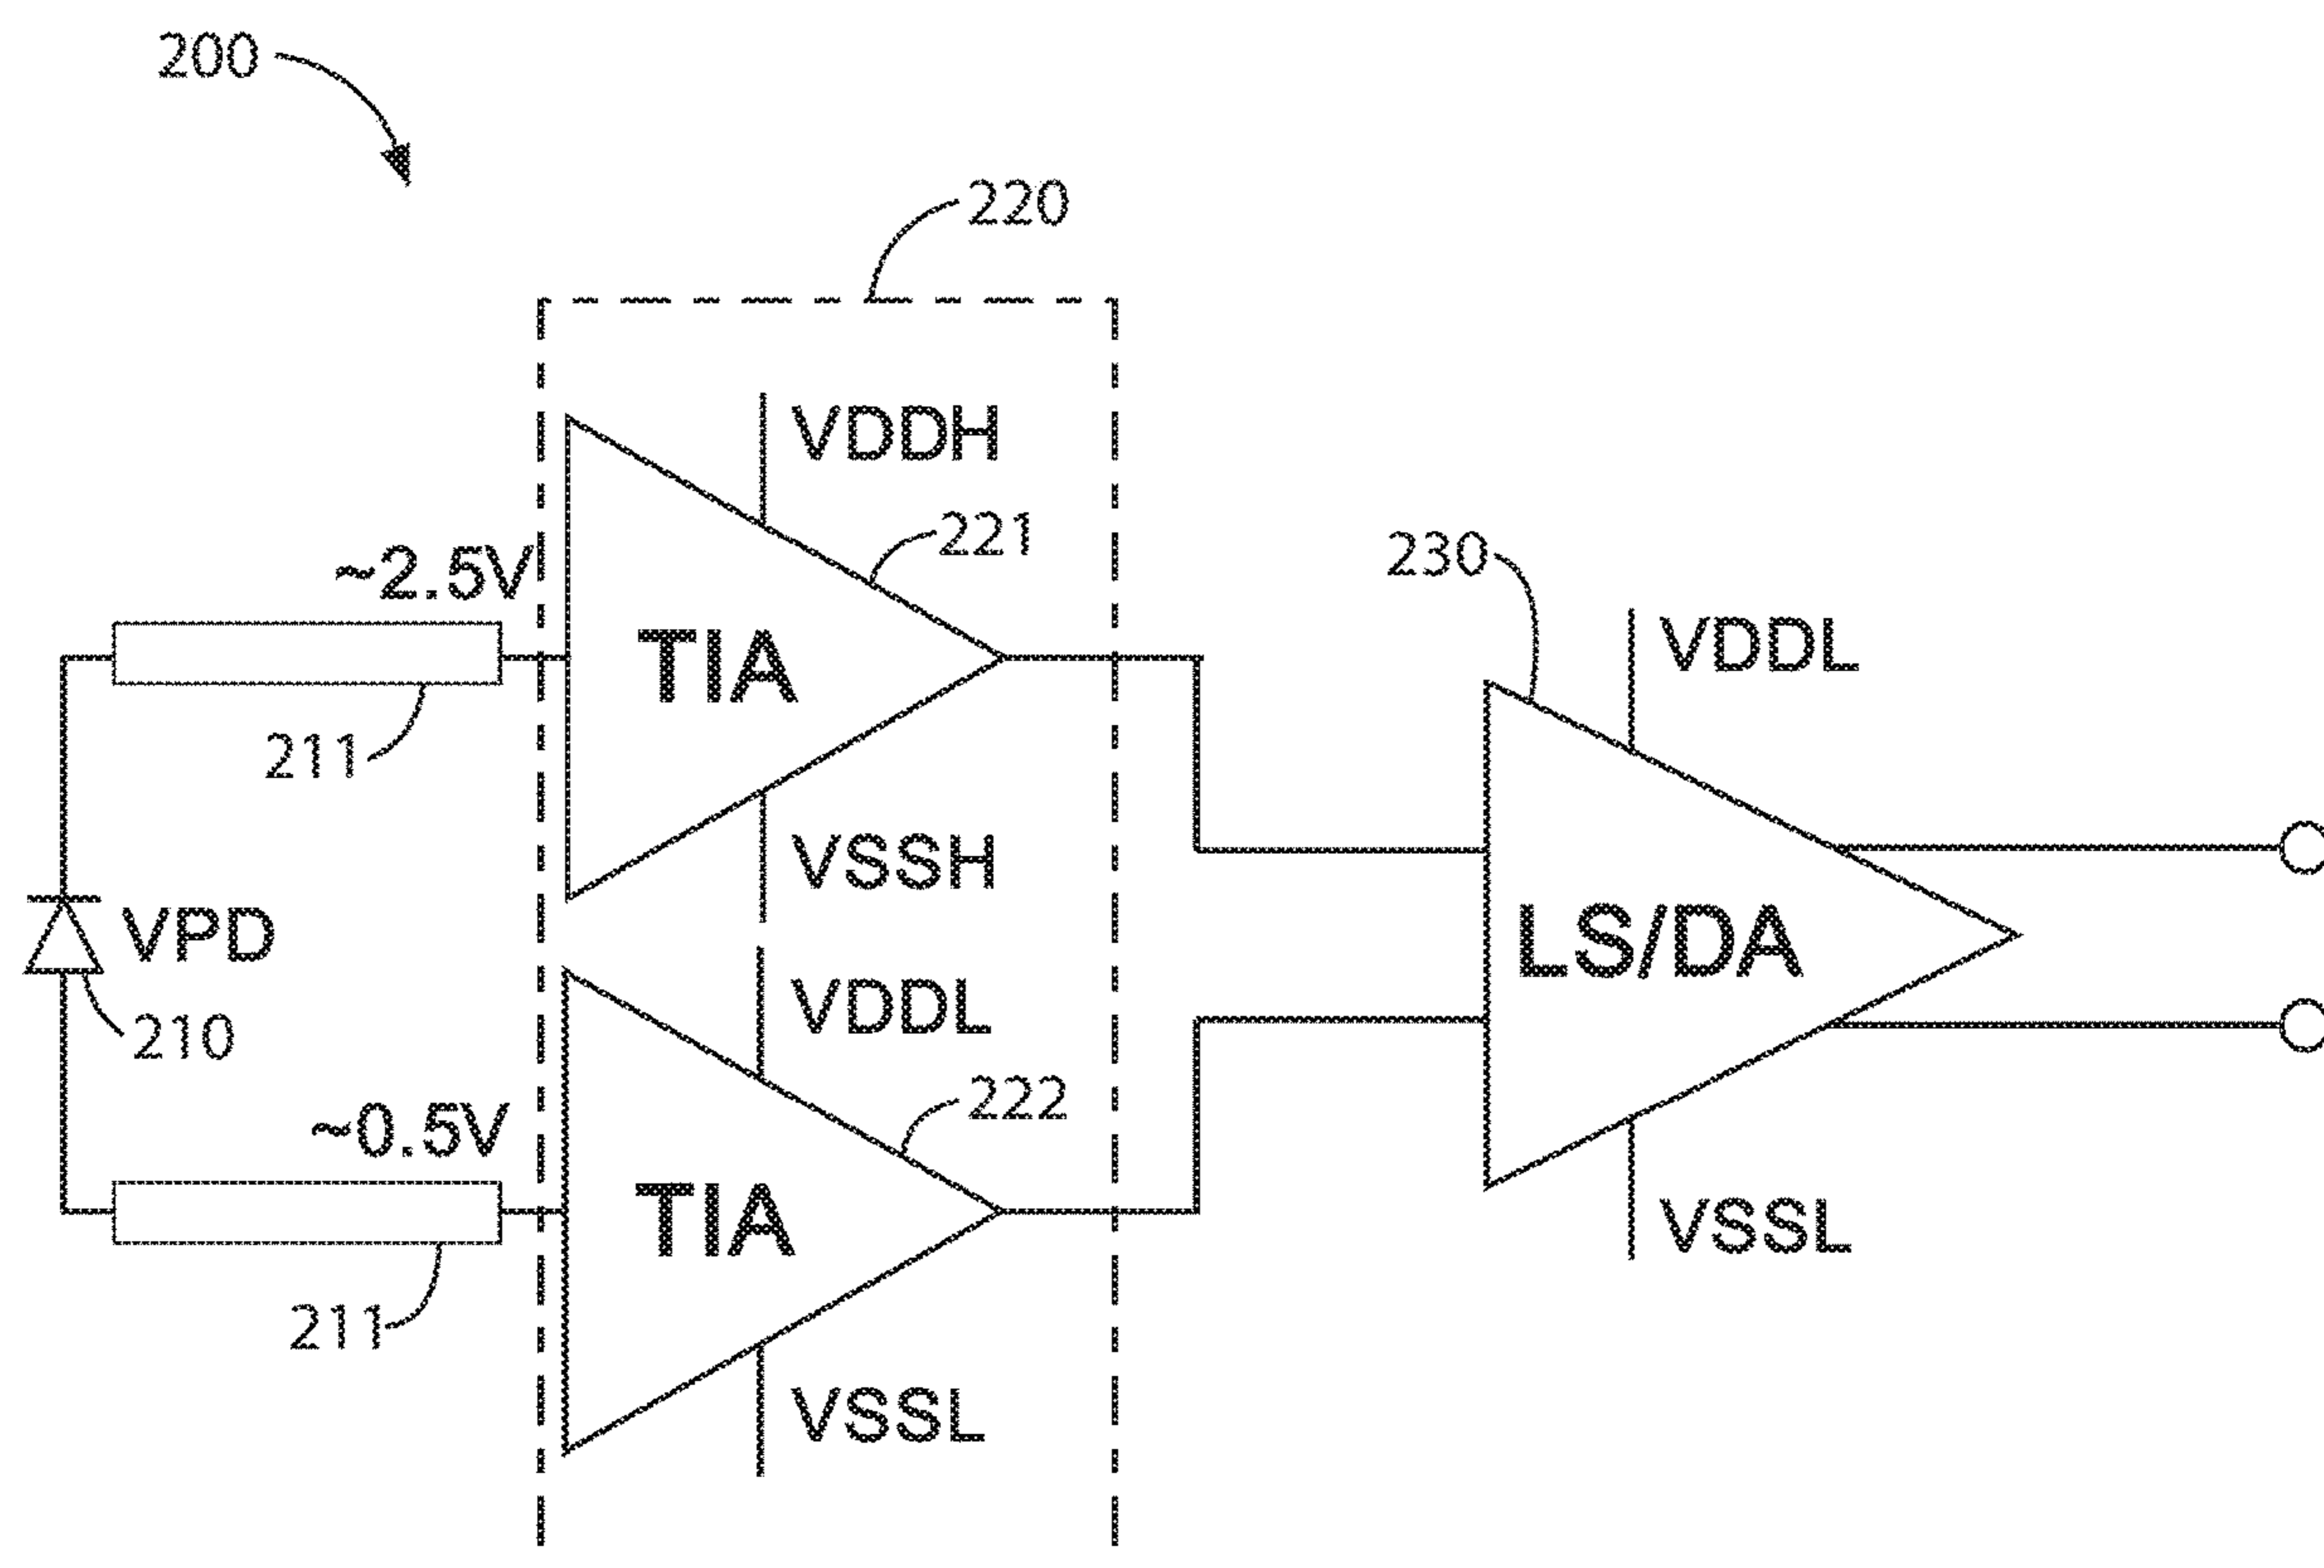 200
220
VDDH
221
~2.5V
230
TIA
VDDL
211
VSSH
VPD
LS/DA
VDDL
210
222
~0.5V
TIA
VSSL
211
VSSL